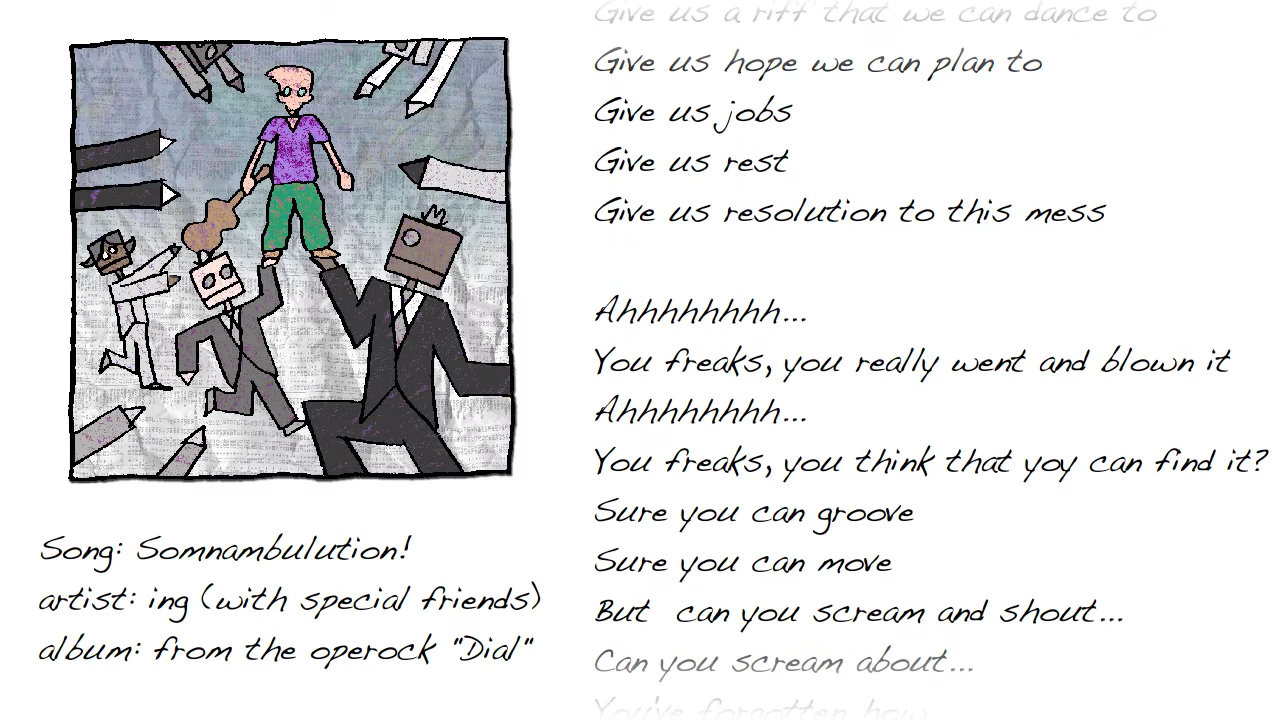 Give us a riff that we can dance to
Give us hope we can plan to
Give us jobs
Give us rest
Give us resolution to this mess
Ahhhhhhhh...
You freaks, you really went and blown it
Ahhhhhhhh...
You freaks, you think that yoy can find it?
Sure you can groove
Sure you can move
But can you scream and shout...
Can you scream about...
You've forgotten how
Song: Somnambulution!
artist: ing (with special friends)
album: from the operock "Dial"